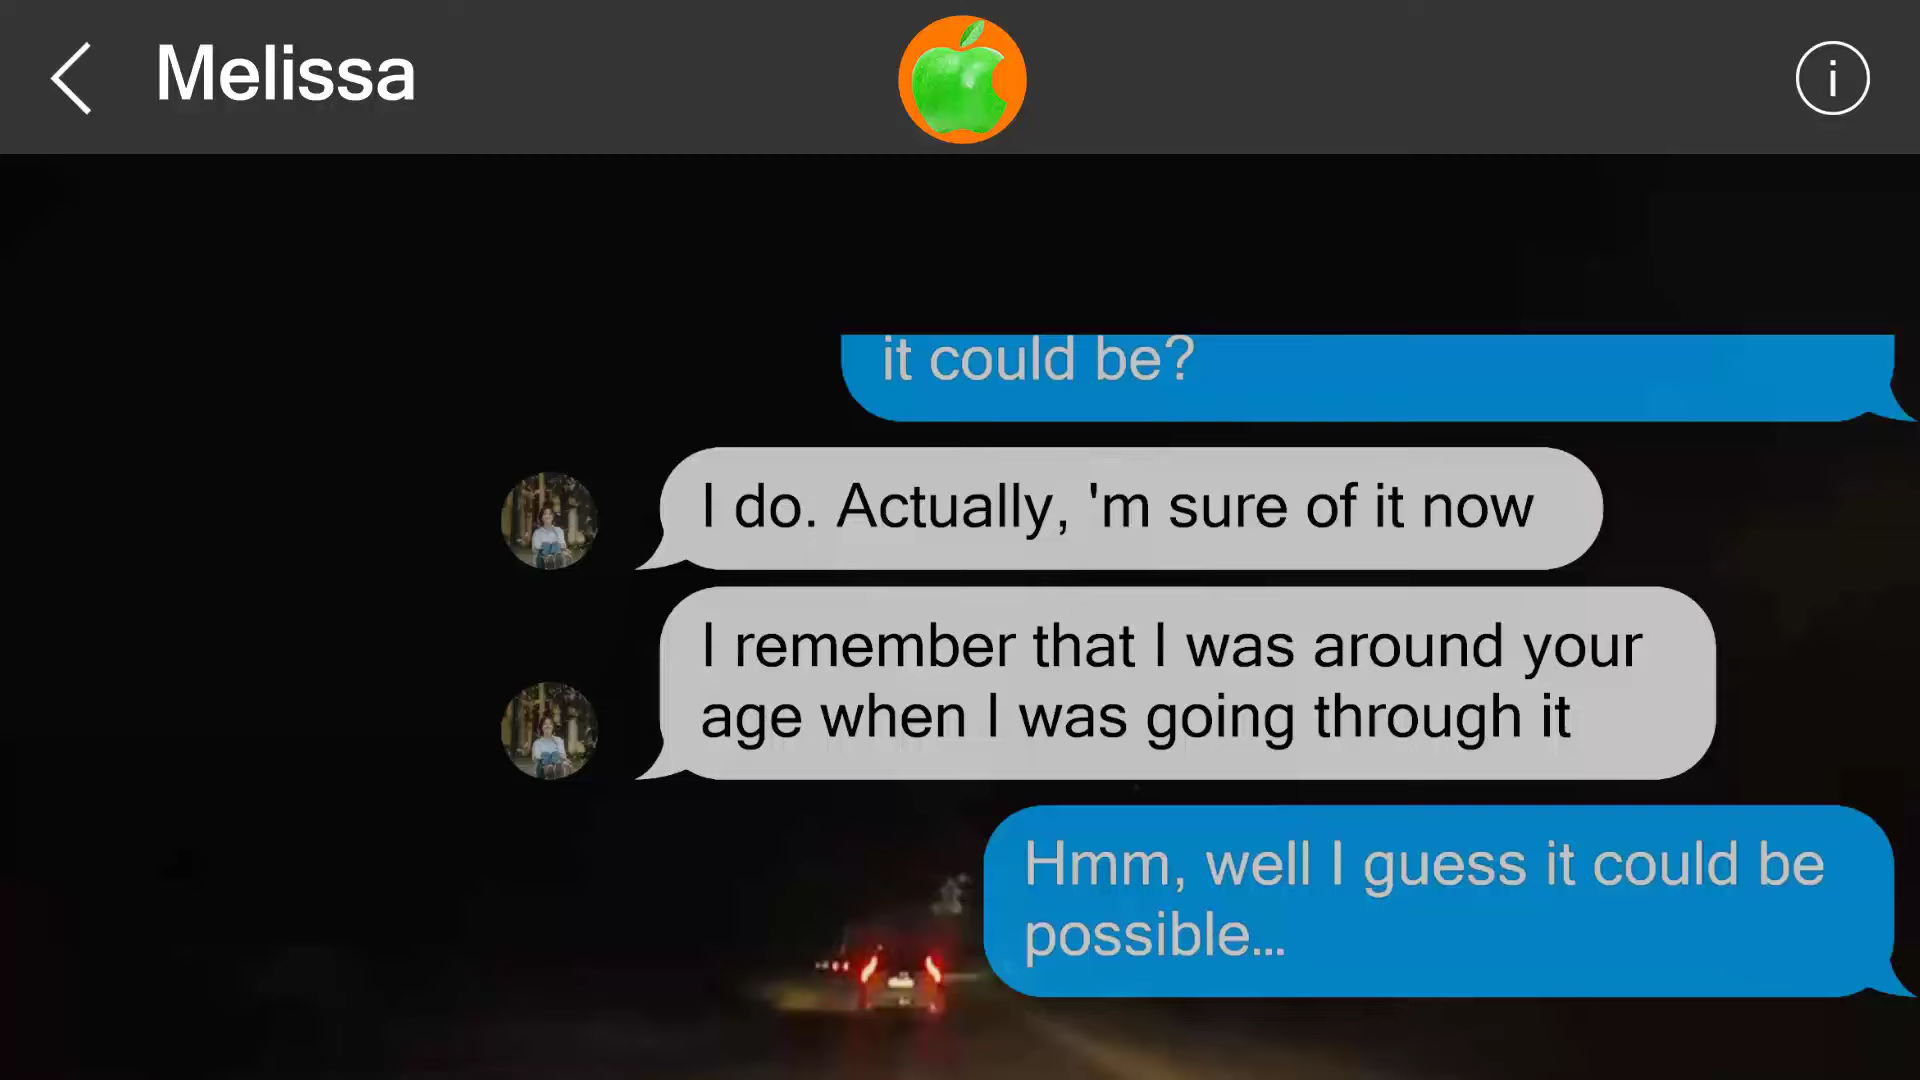 Melissa
i
it could be?
I do. Actually, 'm sure of it now
I remember that I was around your
age when I was going through it
Hmm, well I guess it could be
possible...